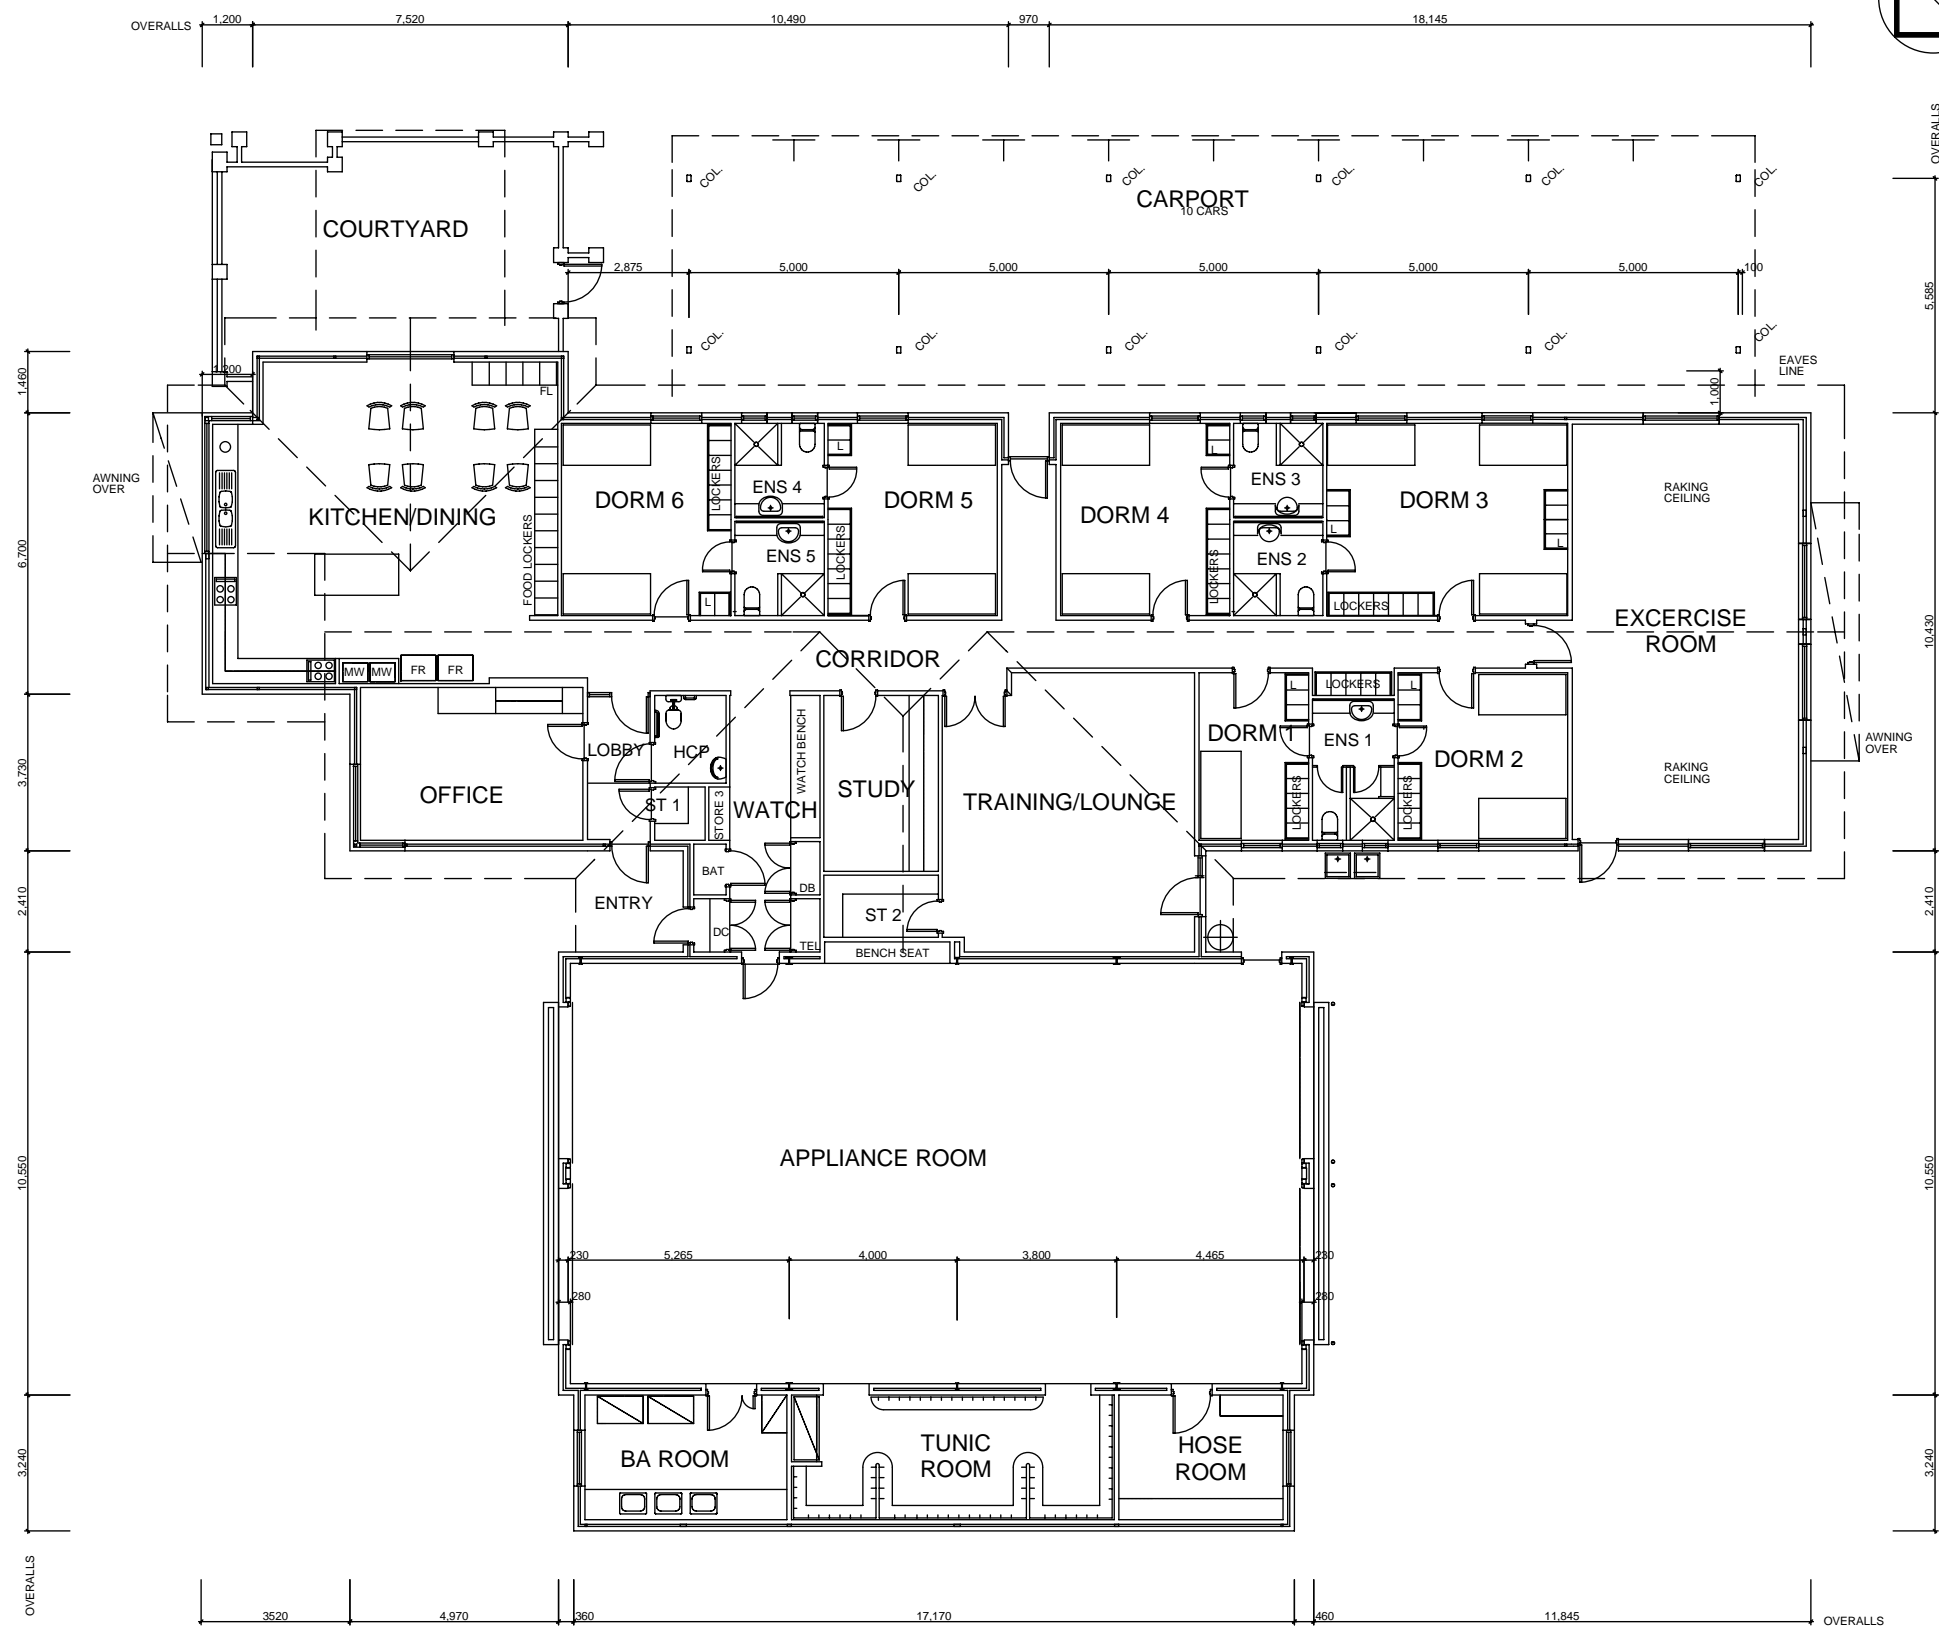 OVERALLS
1,200
7,520
10,490
970
18,145
OVERALLS
COL.
COL.
COL.
COL.
COL.
COL.
CARPORT
10 CARS
COURTYARD
2,875
5,000
5,000
5,000
5,000
5,000
100
5,585
COL.
COL.
COL.
COL.
COL.
COL.
EAVES
LINE
1,460
1,200
FL
1,000
AWNING
OVER
KITCHEN/DINING
FOOD LOCKERS
DORM 6
LOCKERS
L
ENS 4
ENS 5
L
LOCKERS
DORM 5
DORM 4
L
LOCKERS
ENS 3
ENS 2
L
LOCKERS
DORM 3
L
RAKING
CEILING
6,700
10,430
EXCERCISE
ROOM
CORRIDOR
MW
MW
FR
FR
L
LOCKERS
L
LOBBY
HCP
WATCH BENCH
DORM 1
ENS 1
DORM 2
AWNING
OVER
3,730
OFFICE
ST 1
STORE 3
WATCH
STUDY
TRAINING/LOUNGE
LOCKERS
LOCKERS
RAKING
CEILING
BAT
DB
2,410
ENTRY
DC
TEL
ST 2
BENCH SEAT
2,410
10,550
APPLIANCE ROOM
10,550
230
5,265
4,000
3,800
4,465
230
280
280
3,240
BA ROOM
TUNIC
ROOM
HOSE
ROOM
3,240
OVERALLS
3520
4,970
360
17,170
460
11,845
OVERALLS